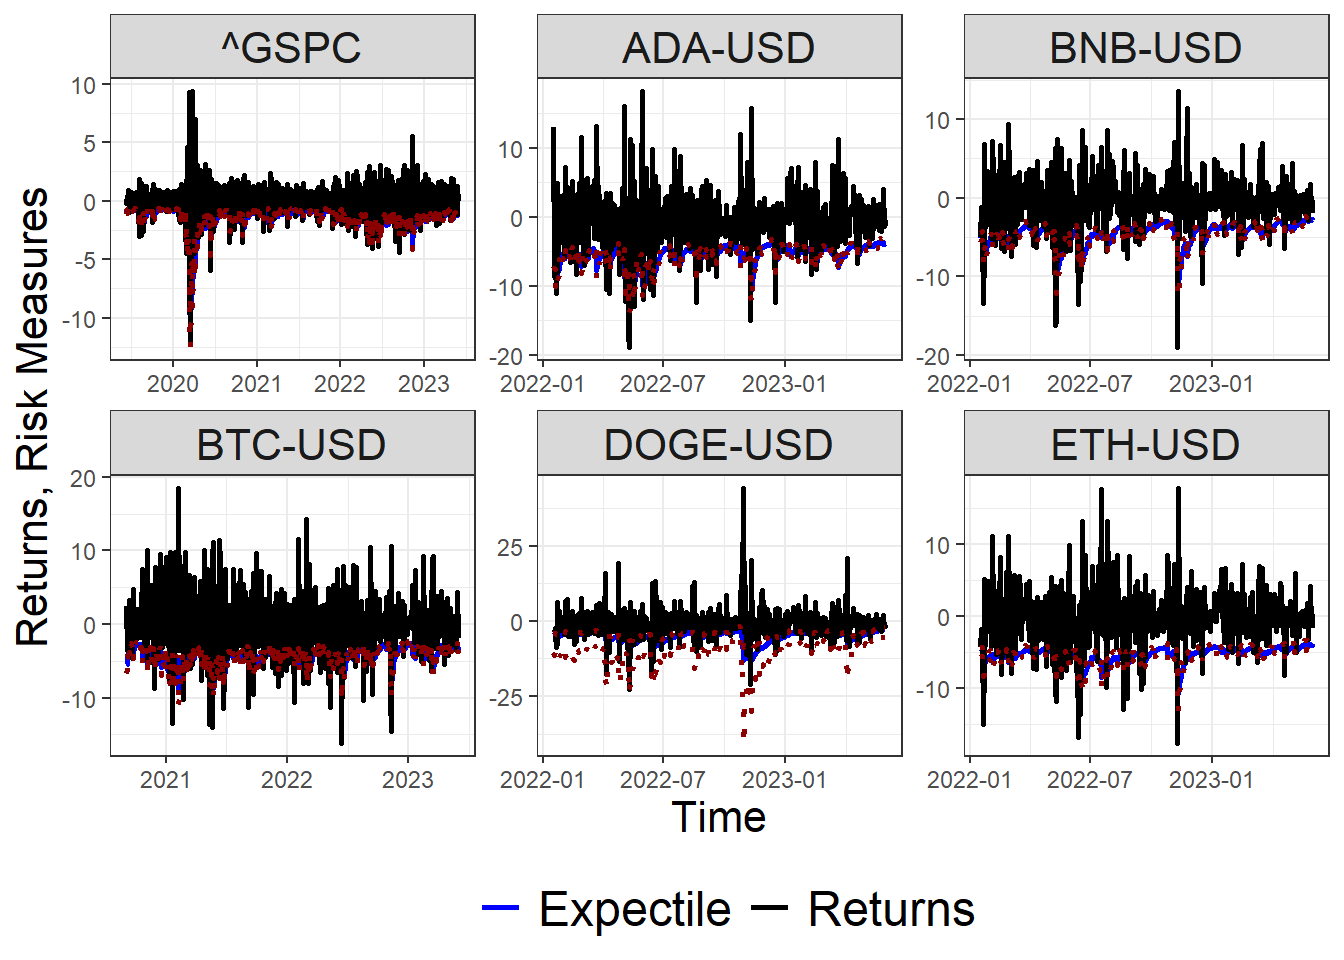 ^GSPC
ADA-USD
BNB-USD
10
5
0
-5
-10
2020 2021 2022 2023
10
0
-10
-20
2022-01 2022-07 2023-01
10
0
-10
-20
2022-01 2022-07 2023-01
BTC-USD
DOGE-USD
ETH-USD
20
10
0
-10
2021 2022 2023
25
0
-25
2022-01 2022-07 2023-01
10
0
-10
2022-01 2022-07 2023-01
Returns, Risk Measures
Time
Expectile Returns